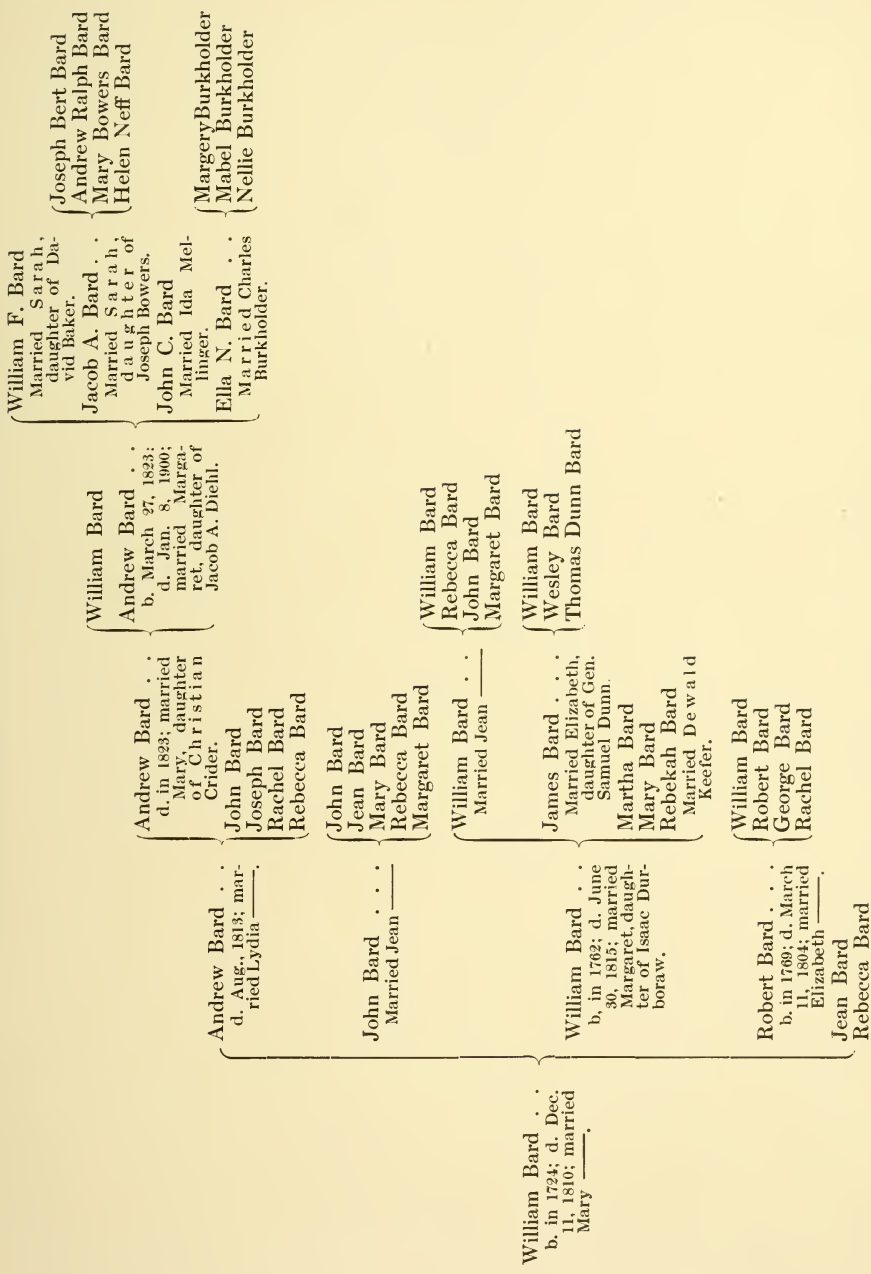 William Bard . .
b. in 1724; d. Dec.
11, 1810; married
Mary ——.
Andrew Bard . .
d. Aug., 1813; mar-
ried Lydia ——.
John Bard . . .
Married Jean ——
William Bard . .
b, in 1762; d. June
30, 1815; married
Margaret, daugh-
ter of Isaac Dur-
boraw.
Robert Bard . . .
b. in 1769; d. March
11, 1804; married
Elizabeth ——.
Jean Bard
Rebecca Bard
Andrew Bard . .
d. in 1823; married
Mary, daughter
of Christian
Crider.
John Bard
Joseph Bard
Rachel Bard
Rebecca Bard
John Bard
Jean Bard
Mary Bard
Rebecca Bard
Margaret Bard
William Bard . .
Married Jean ——
James Bard . . .
Married Elizabeth,
daughter of Gen.
Samuel Dunn.
Martha Bard
Mary Bard
Rebekah Bard
Married Dewald
Keefer.
William Bard
Robert Bard
George Bard
Rachel Bard
William Bard
Andrew Bard . .
b. March 27, 1823;
d. Jan. 8, 1900;
married Marga-
ret, daughter of
Jacob A. Diehl.
William Bard
Rebecca Bard
John Bard
Margaret Bard
William Bard
Wesley Bard
Thomas Dunn Bard
William F. Bard
Married Sarah,
daughter of Da-
vid Baker.
Jacob A. Bard . .
Married Sarah,
daughter of
Joseph Bowers.
John C. Bard
Married Ida Mel-
linger.
Ella N. Bard . .
Married Charles
Burkholder.
Joseph Bert Bard
Andrew Ralph Bard
Mary Bowers Bard
Helen Neff Bard
Margery Burkholder
Mabel Burkholder
Nellie Burkholder